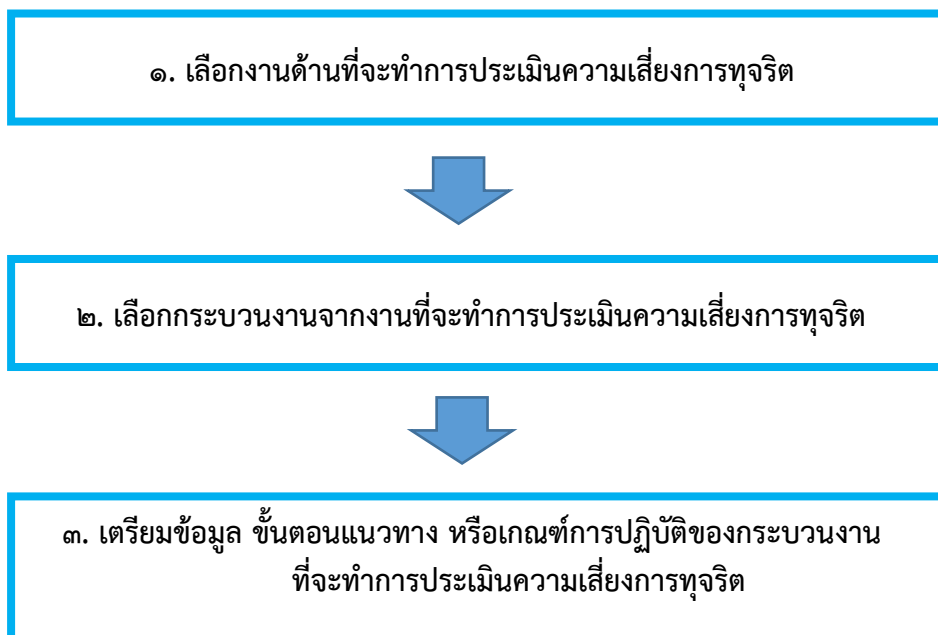 ๑. เลือกงานด้านที่จะทำการประเมินความเสี่ยงการทุจริต
๒. เลือกกระบวนงานจากงานที่จะทำการประเมินความเสี่ยงการทุจริต
๓. เตรียมข้อมูล ขั้นตอนแนวทาง หรือเกณฑ์การปฏิบัติของกระบวนงาน
ที่จะทำการประเมินความเสี่ยงการทุจริต